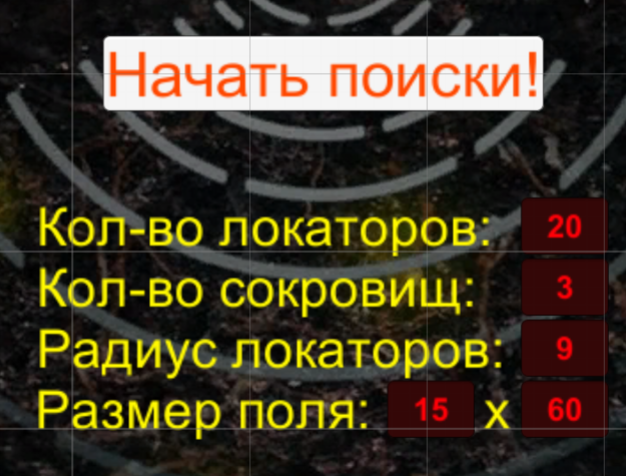 Начать поиски!
Кол-во локаторов: 20
Кол-во сокровищ: 3
Радиус локаторов: 9
Размер поля: 15 x 60